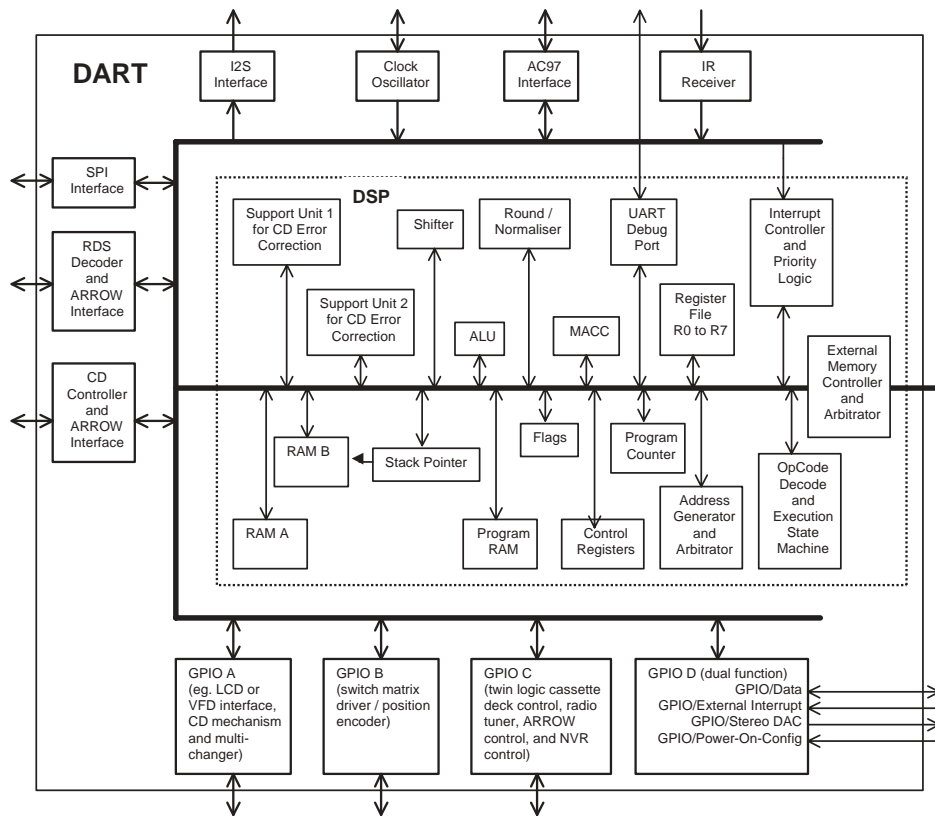 DART
I2S
Interface
Clock
Oscillator
AC97
Interface
IR
Receiver
SPI
Interface
RDS
Decoder
and
ARROW
Interface
CD
Controller
and
ARROW
Interface
DSP
Support Unit 1
for CD Error
Correction
Shifter
Round /
Normaliser
UART
Debug
Port
Interrupt
Controller
and
Priority
Logic
Support Unit 2
for CD Error
Correction
ALU
MACC
Register
File
R0 to R7
External
Memory
Controller
and
Arbitrator
RAM B
Stack Pointer
Flags
Program
Counter
RAM A
Program
RAM
Control
Registers
Address
Generator
and
Arbitrator
OpCode
Decode
and
Execution
State
Machine
GPIO A
(eg. LCD or
VFD interface,
CD mechanism
and multi-
changer)
GPIO B
(switch matrix
driver / position
encoder)
GPIO C
(twin logic cassette
deck control, radio
tuner, ARROW
control, and NVR
control)
GPIO D (dual function)
GPIO/Data
GPIO/External Interrupt
GPIO/Stereo DAC
GPIO/Power-On-Config